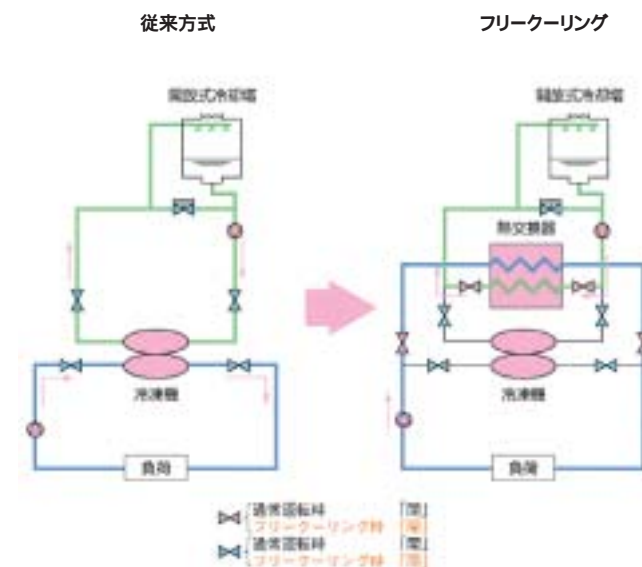 従来方式
フリークーリング
開放式冷却塔
開放式冷却塔
熱交換器
冷凍機
冷凍機
負荷
負荷
通常運転時
フリークーリング時
通常運転時
フリークーリング時